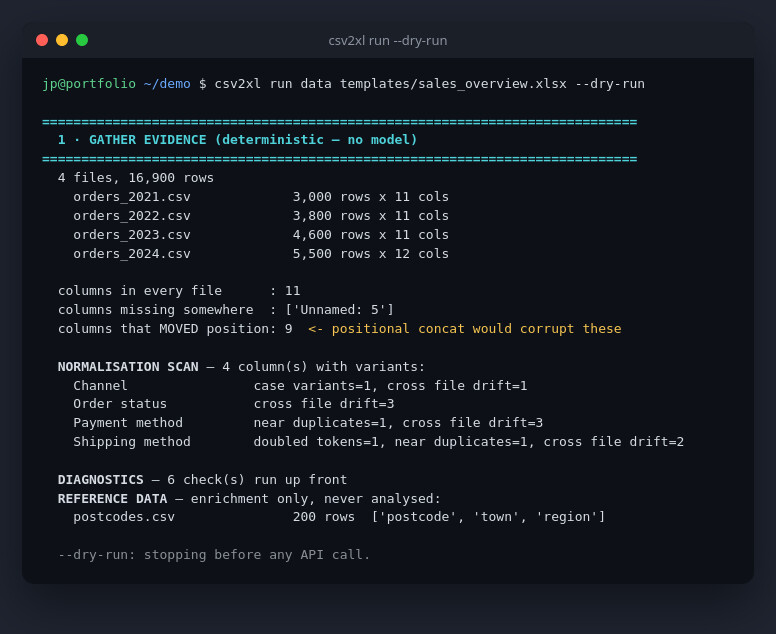 csv2xl run --dry-run
jp@portfolio ~/demo $ csv2xl run data templates/sales_overview.xlsx --dry-run
============================================================================
1 · GATHER EVIDENCE (deterministic — no model)
============================================================================
4 files, 16,900 rows
orders_2021.csv             3,000 rows x 11 cols
orders_2022.csv             3,800 rows x 11 cols
orders_2023.csv             4,600 rows x 11 cols
orders_2024.csv             5,500 rows x 12 cols
columns in every file      : 11
columns missing somewhere  : ['Unnamed: 5']
columns that MOVED position: 9  <- positional concat would corrupt these
NORMALISATION SCAN — 4 column(s) with variants:
Channel                case variants=1, cross file drift=1
Order status           cross file drift=3
Payment method         near duplicates=1, cross file drift=3
Shipping method        doubled tokens=1, near duplicates=1, cross file drift=2
DIAGNOSTICS — 6 check(s) run up front
REFERENCE DATA — enrichment only, never analysed:
postcodes.csv               200 rows  ['postcode', 'town', 'region']
--dry-run: stopping before any API call.